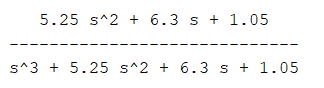 5.25 s^2 + 6.3 s + 1.05
-----------------------------
s^3 + 5.25 s^2 + 6.3 s + 1.05